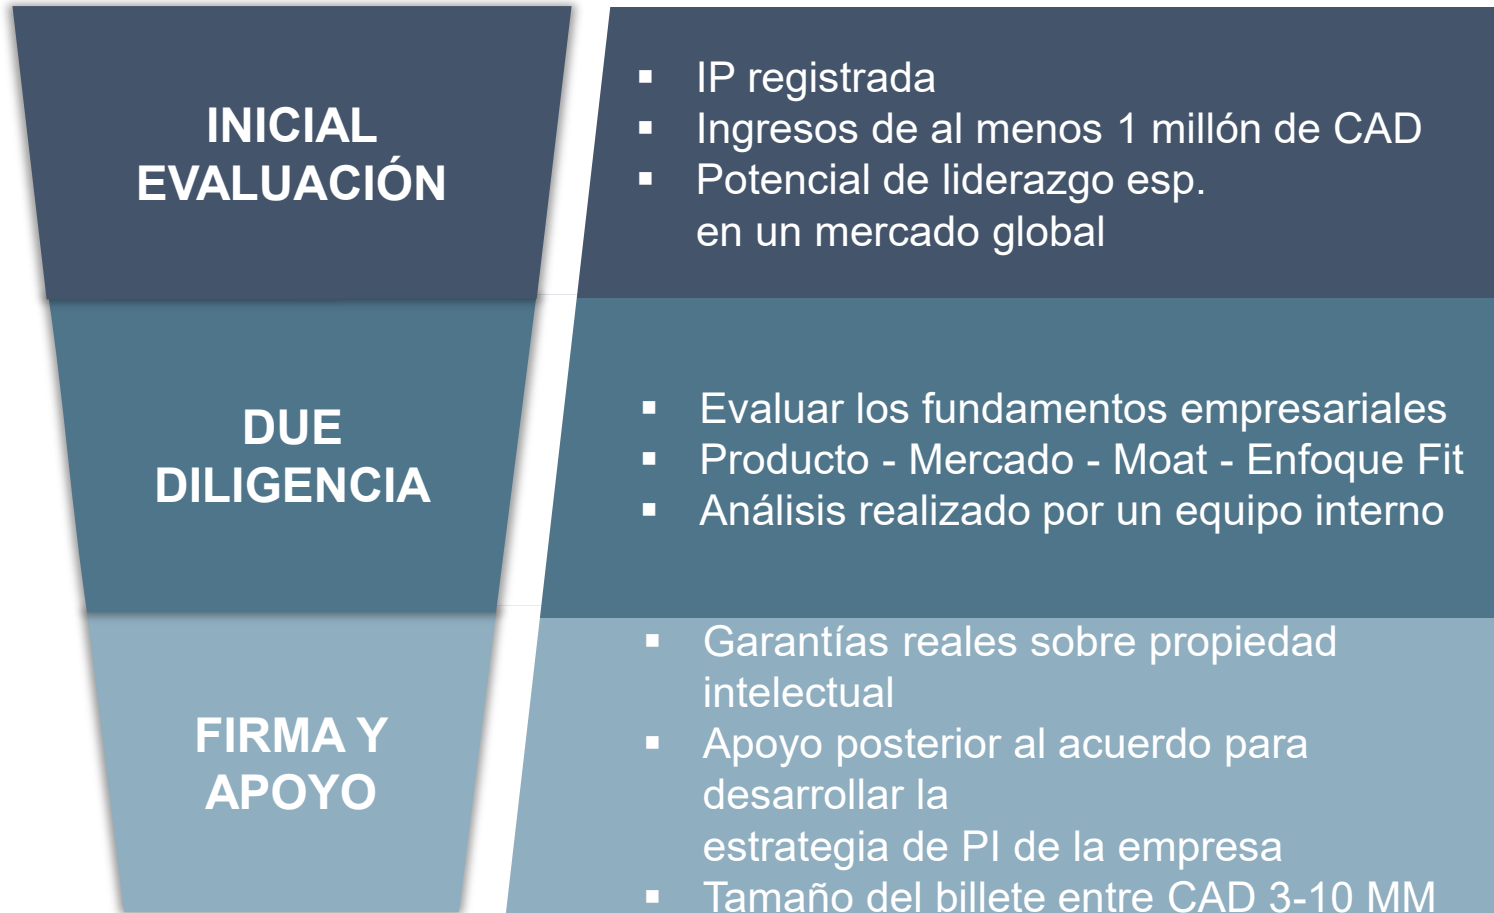 INICIAL
EVALUACIÓN
▪ IP registrada
▪ Ingresos de al menos 1 millón de CAD
▪ Potencial de liderazgo esp.
en un mercado global
DUE
DILIGENCIA
▪ Evaluar los fundamentos empresariales
▪ Producto - Mercado - Moat - Enfoque Fit
▪ Análisis realizado por un equipo interno
FIRMA Y
APOYO
▪ Garantías reales sobre propiedad
intelectual
▪ Apoyo posterior al acuerdo para
desarrollar la
estrategia de PI de la empresa
▪ Tamaño del billete entre CAD 3-10 MM